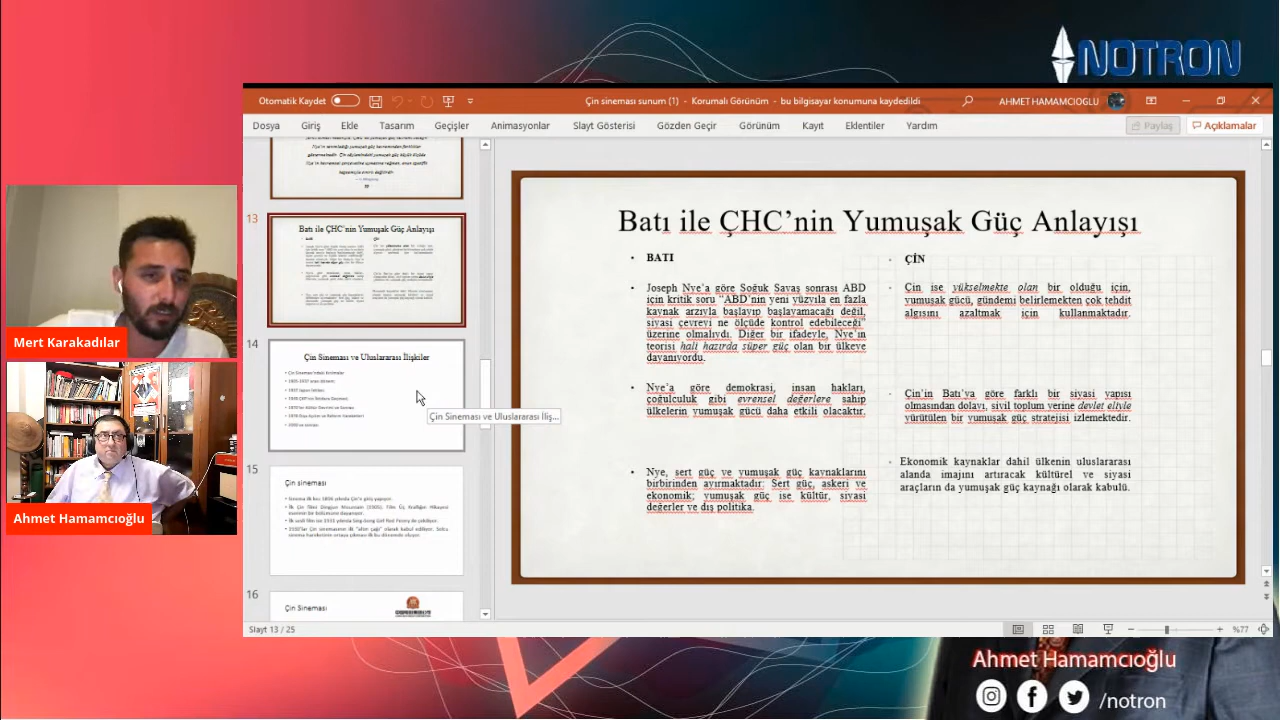 NOTRON
Otomatik Kaydet
Çin sineması sunum (1) - Korumalı Görünüm - bu bilgisayar konumuna kaydedildi
AHMET HAMAMCIOGLU
Dosya Giriş Ekle Tasarım Geçişler Animasyonlar Slayt Gösterisi Gözden Geçir Görünüm Kayıt Eklentiler Yardım
Paylaş Açıklamalar
13
Batı ile ÇHC'nin Yumuşak Güç Anlayışı
14
Çin Sineması ve Uluslararası İlişkiler
Çin Sineması ve Uluslararası İliş...
15
Çin sineması
16
Çin Sineması
Batı ile ÇHC'nin Yumuşak Güç Anlayışı
• BATI
• Joseph Nye'a göre Soğuk Savaş sonrası ABD
için kritik soru "ABD'nin yeni yüzyıla en fazla
kaynak arzıyla başlayıp başlayamacağı değil,
siyasi çevreyi ne ölçüde kontrol edebileceği"
üzerine olmalıydı. Diğer bir ifadeyle, Nye'in
teorisi hali hazırda süper güç olan bir ülkeye
dayanıyordu.
• Nye'a göre demokrasi, insan hakları,
çoğulculuk gibi evrensel değerlere sahip
ülkelerin yumuşak gücü daha etkili olacaktır.
• Nye, sert güç ve yumuşak güç kaynaklarını
birbirinden ayırmaktadır: Sert güç, askeri ve
ekonomik; yumuşak güç ise kültür, siyasi
değerler ve dış politika.
• ÇİN
• Çin ise yükselmekte olan bir olduğu için,
yumuşak gücü, gündemi belirlemekten çok tehdit
algısını azaltmak için kullanmaktadır.
• Çin'in Batı'ya göre farklı bir siyasi yapısı
olmasından dolayı, sivil toplum yerine devlet eliyle
yürütülen bir yumuşak güç stratejisi izlemektedir.
• Ekonomik kaynaklar dahil ülkenin uluslararası
alanda imajını artıracak kültürel ve siyasi
araçların da yumuşak güç kaynağı olarak kabulü.
Mert Karakadılar
Ahmet Hamamcıoğlu
Slayt 13 / 25
%77
Ahmet Hamamcıoğlu
/notron